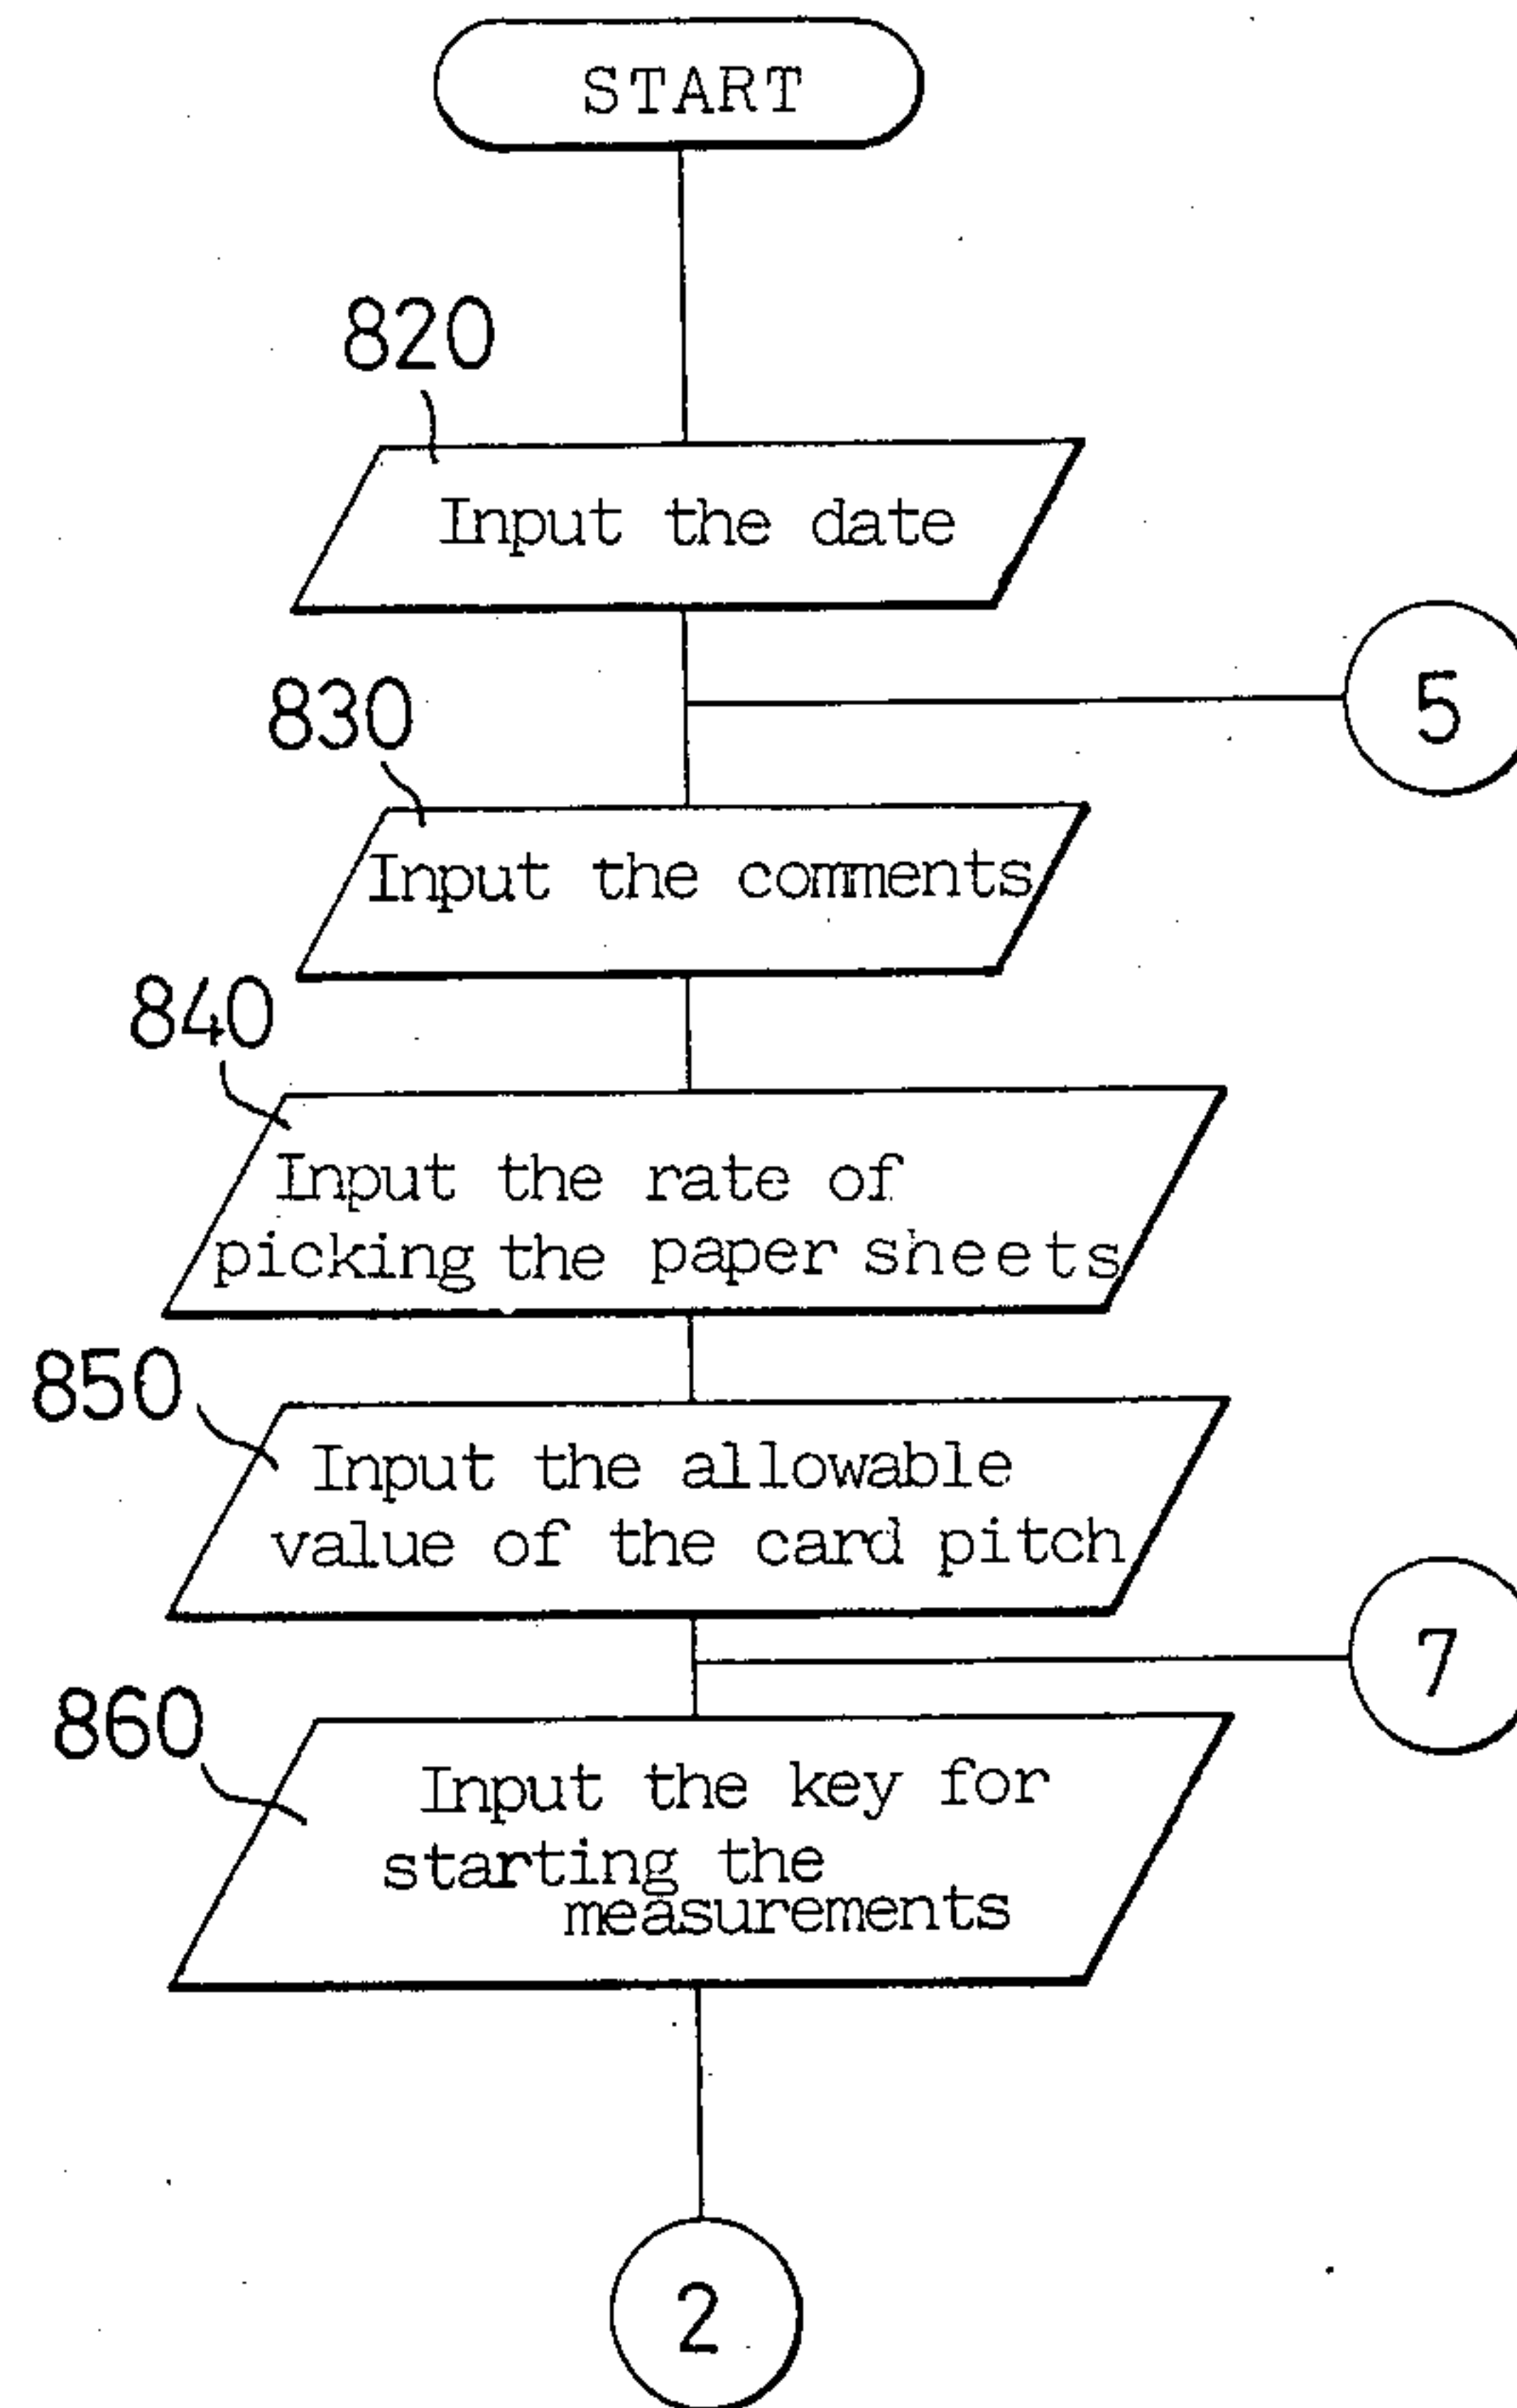 START
820
Input the date
5
830
Input the comments
840
Input the rate of
picking the paper sheets
850
Input the allowable
value of the card pitch
7
860
Input the key for
starting the
measurements
2